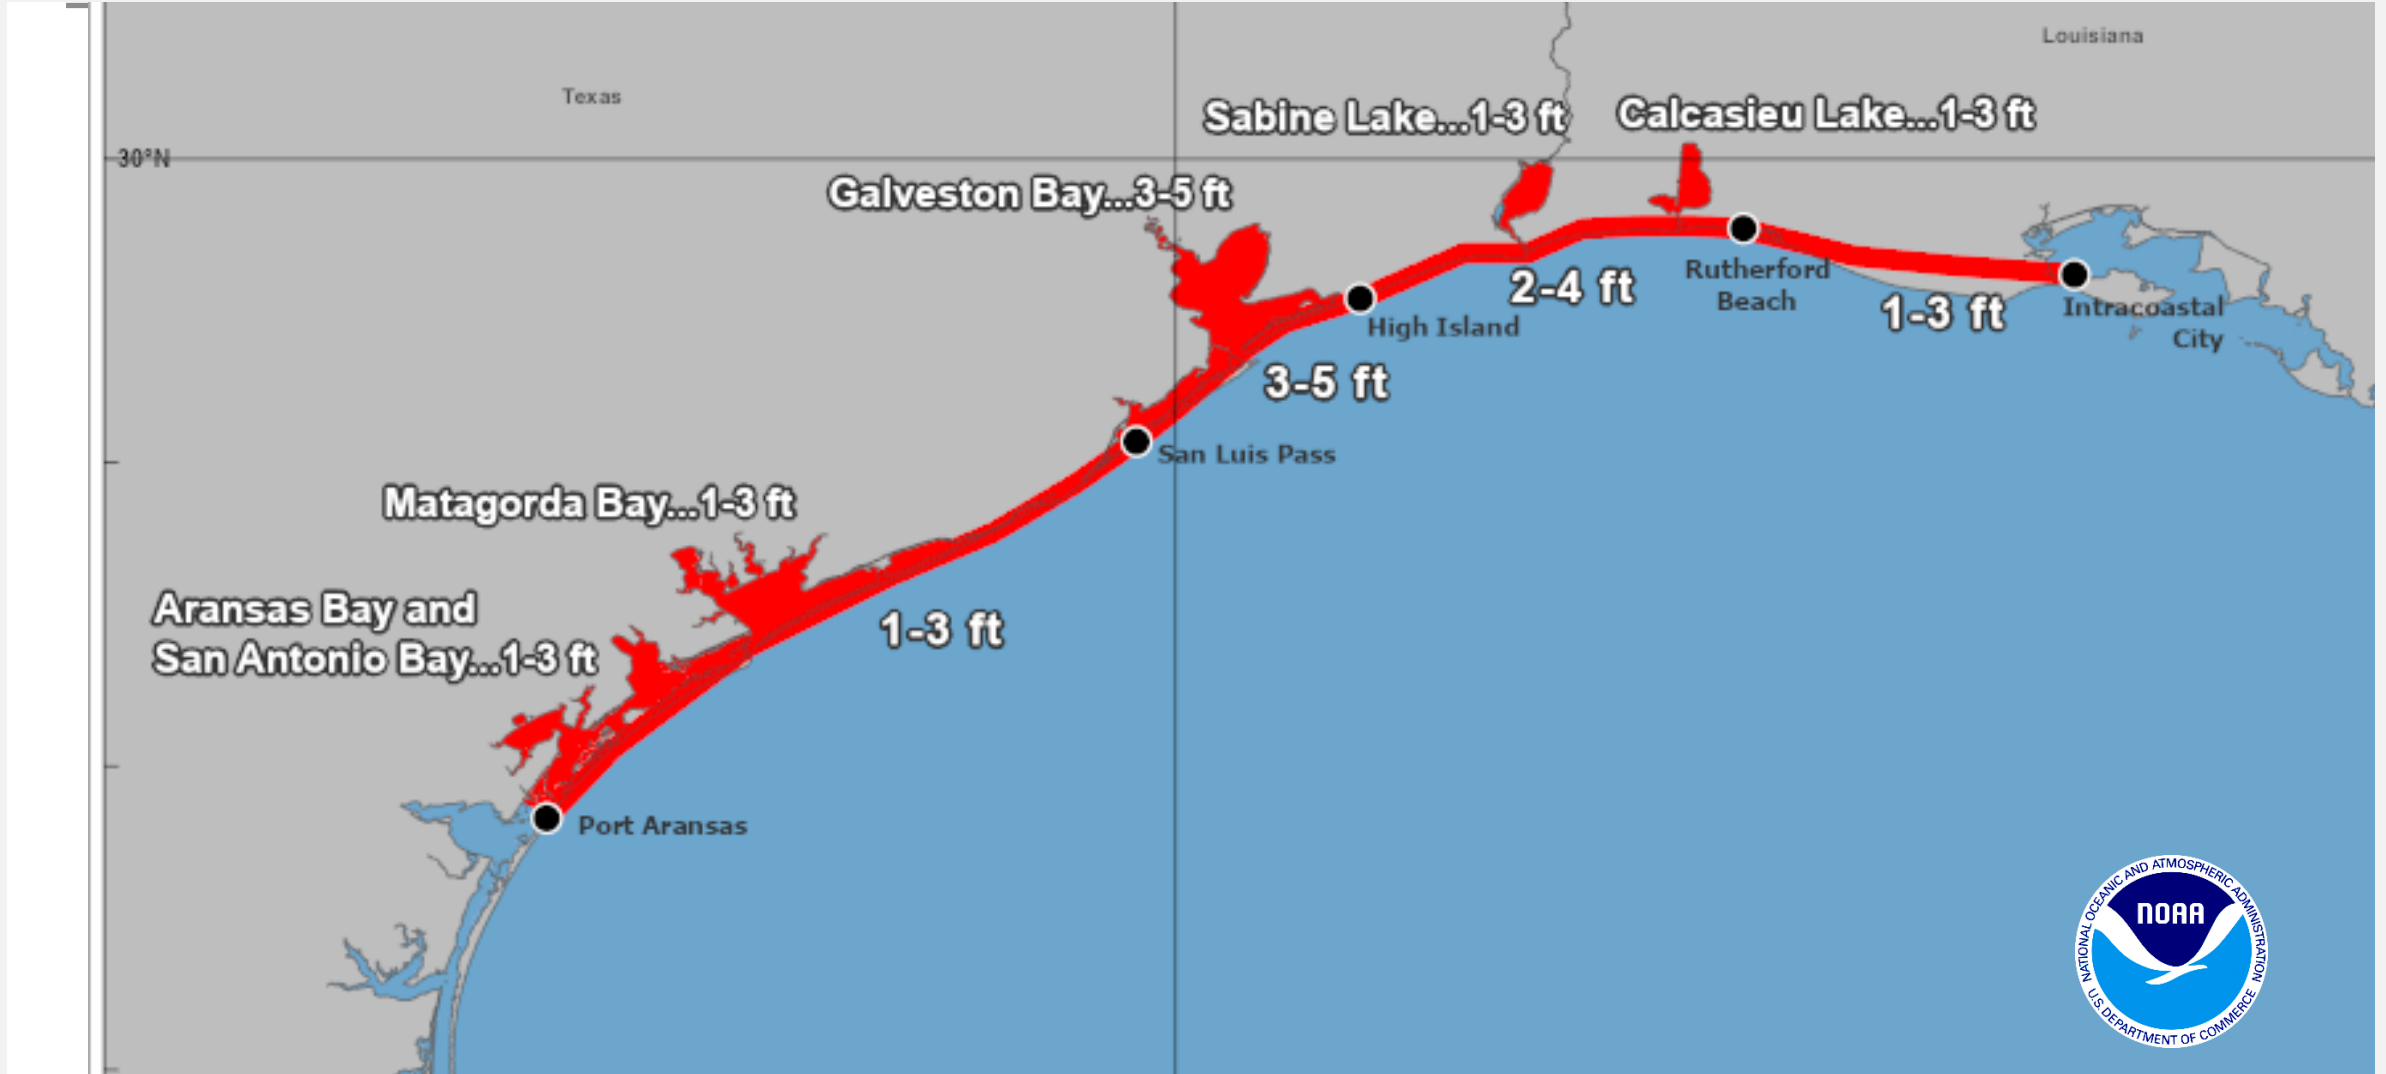 Louisiana
Texas
Sabine Lake...1-3 ft
Calcasieu Lake...1-3 ft
30°N
Galveston Bay...3-5 ft
Rutherford
Beach
2-4 ft
1-3 ft
Intracoastal
City
High Island
3-5 ft
San Luis Pass
Matagorda Bay...1-3 ft
Aransas Bay and
San Antonio Bay...1-3 ft
1-3 ft
Port Aransas
NATIONAL OCEANIC AND ATMOSPHERIC ADMINISTRATION
NOAA
U.S. DEPARTMENT OF COMMERCE